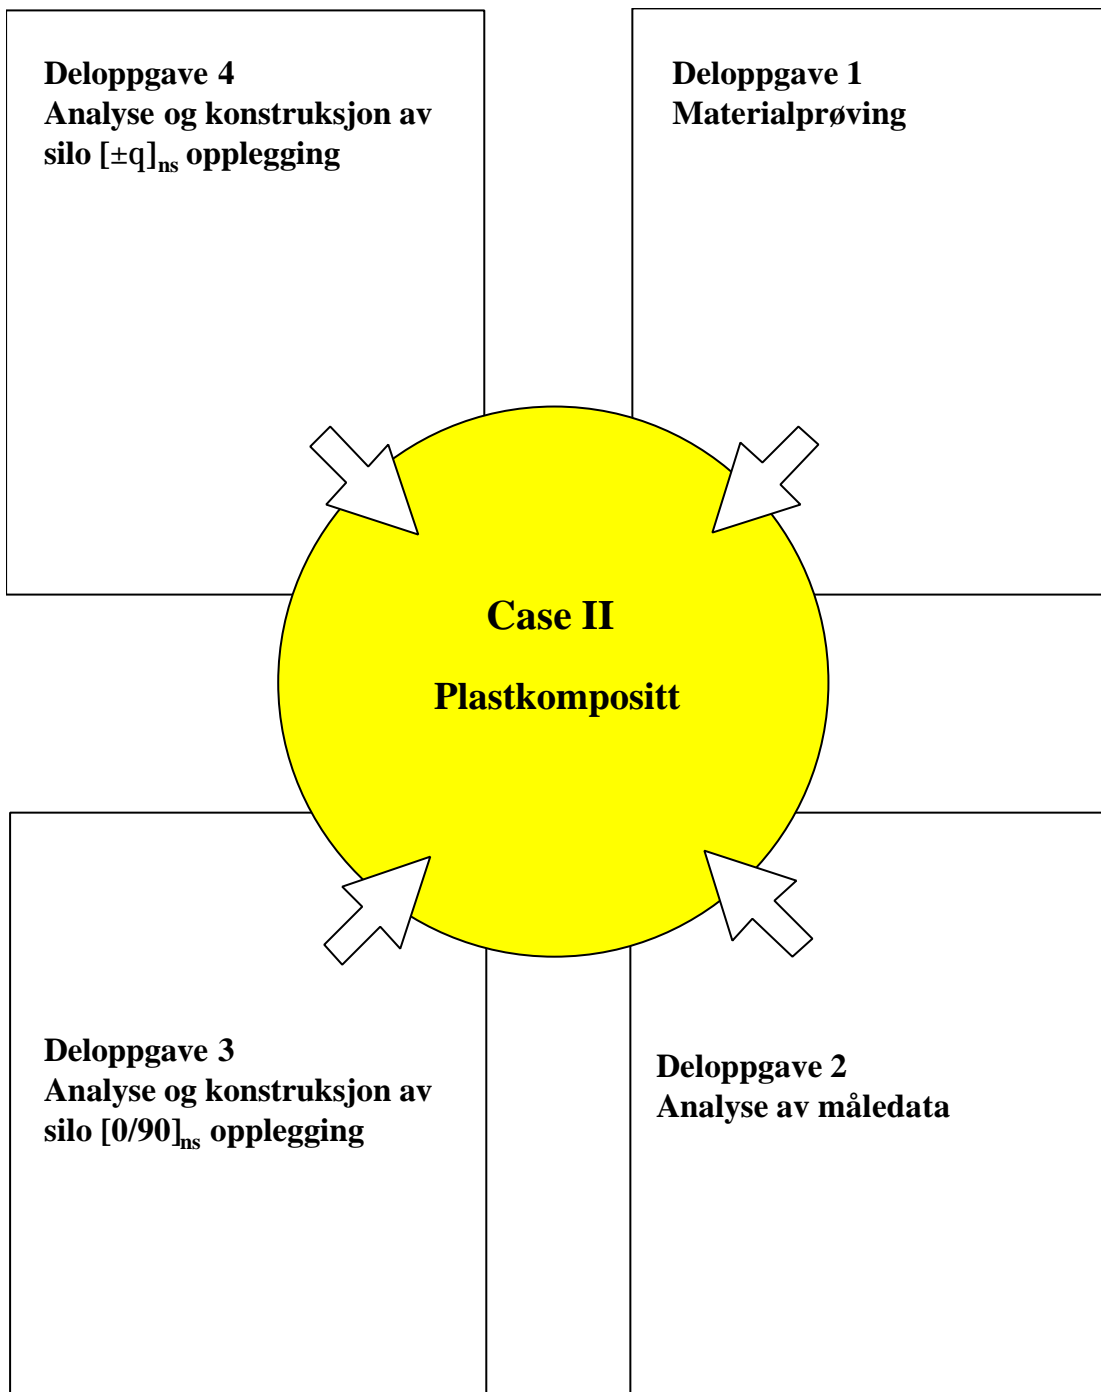 Deloppgave 4
Analyse og konstruksjon av
silo [±q]ns opplegging
Deloppgave 1
Materialprøving
Case II
Plastkompositt
Deloppgave 3
Analyse og konstruksjon av
silo [0/90]ns opplegging
Deloppgave 2
Analyse av måledata